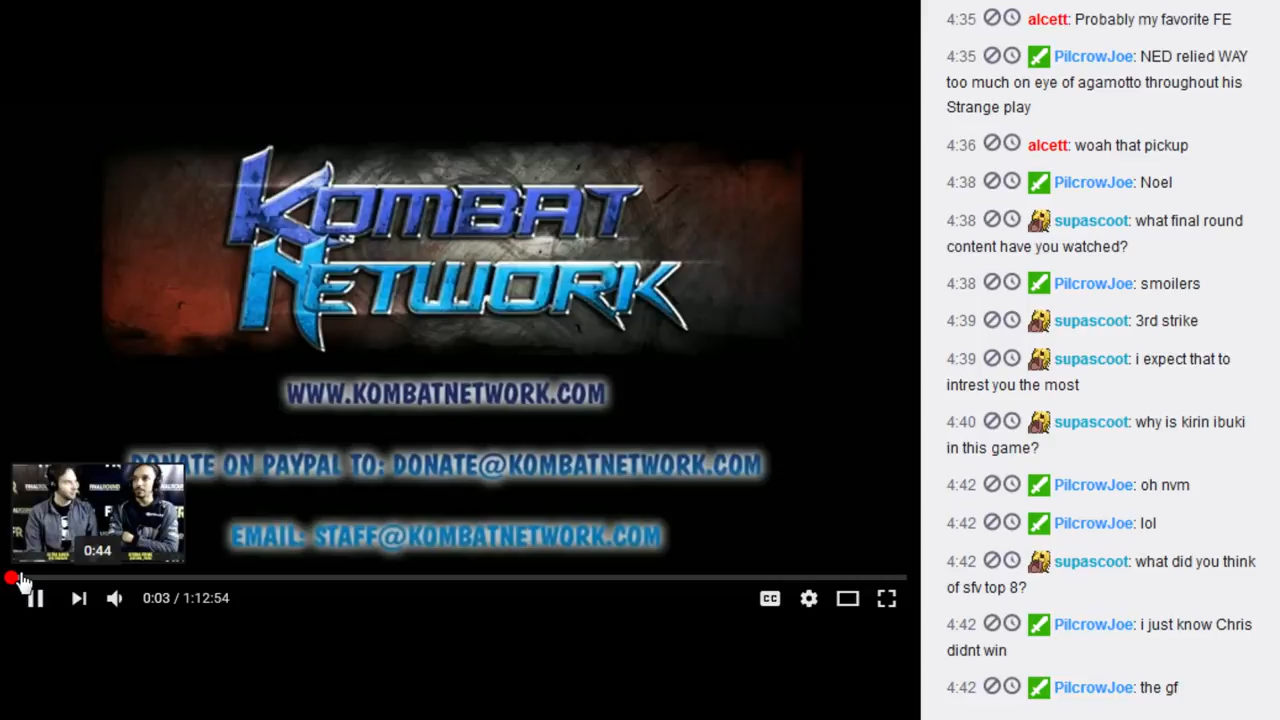 KOMBAT
NETWORK
WWW.KOMBATNETWORK.COM
DONATE ON PAYPAL TO: DONATE@KOMBATNETWORK.COM
EMAIL: STAFF@KOMBATNETWORK.COM
0:44
0:03 / 1:12:54
CC
4:35 alcett: Probably my favorite FE
4:35 PilcrowJoe: NED relied WAY
too much on eye of agamotto throughout his
Strange play
4:36 alcett: woah that pickup
4:38 PilcrowJoe: Noel
4:38 supascoot: what final round
content have you watched?
4:38 PilcrowJoe: smoilers
4:39 supascoot: 3rd strike
4:39 supascoot: i expect that to
intrest you the most
4:40 supascoot: why is kirin ibuki
in this game?
4:42 PilcrowJoe: oh nvm
4:42 PilcrowJoe: lol
4:42 supascoot: what did you think
of sfv top 8?
4:42 PilcrowJoe: i just know Chris
didnt win
4:42 PilcrowJoe: the gf